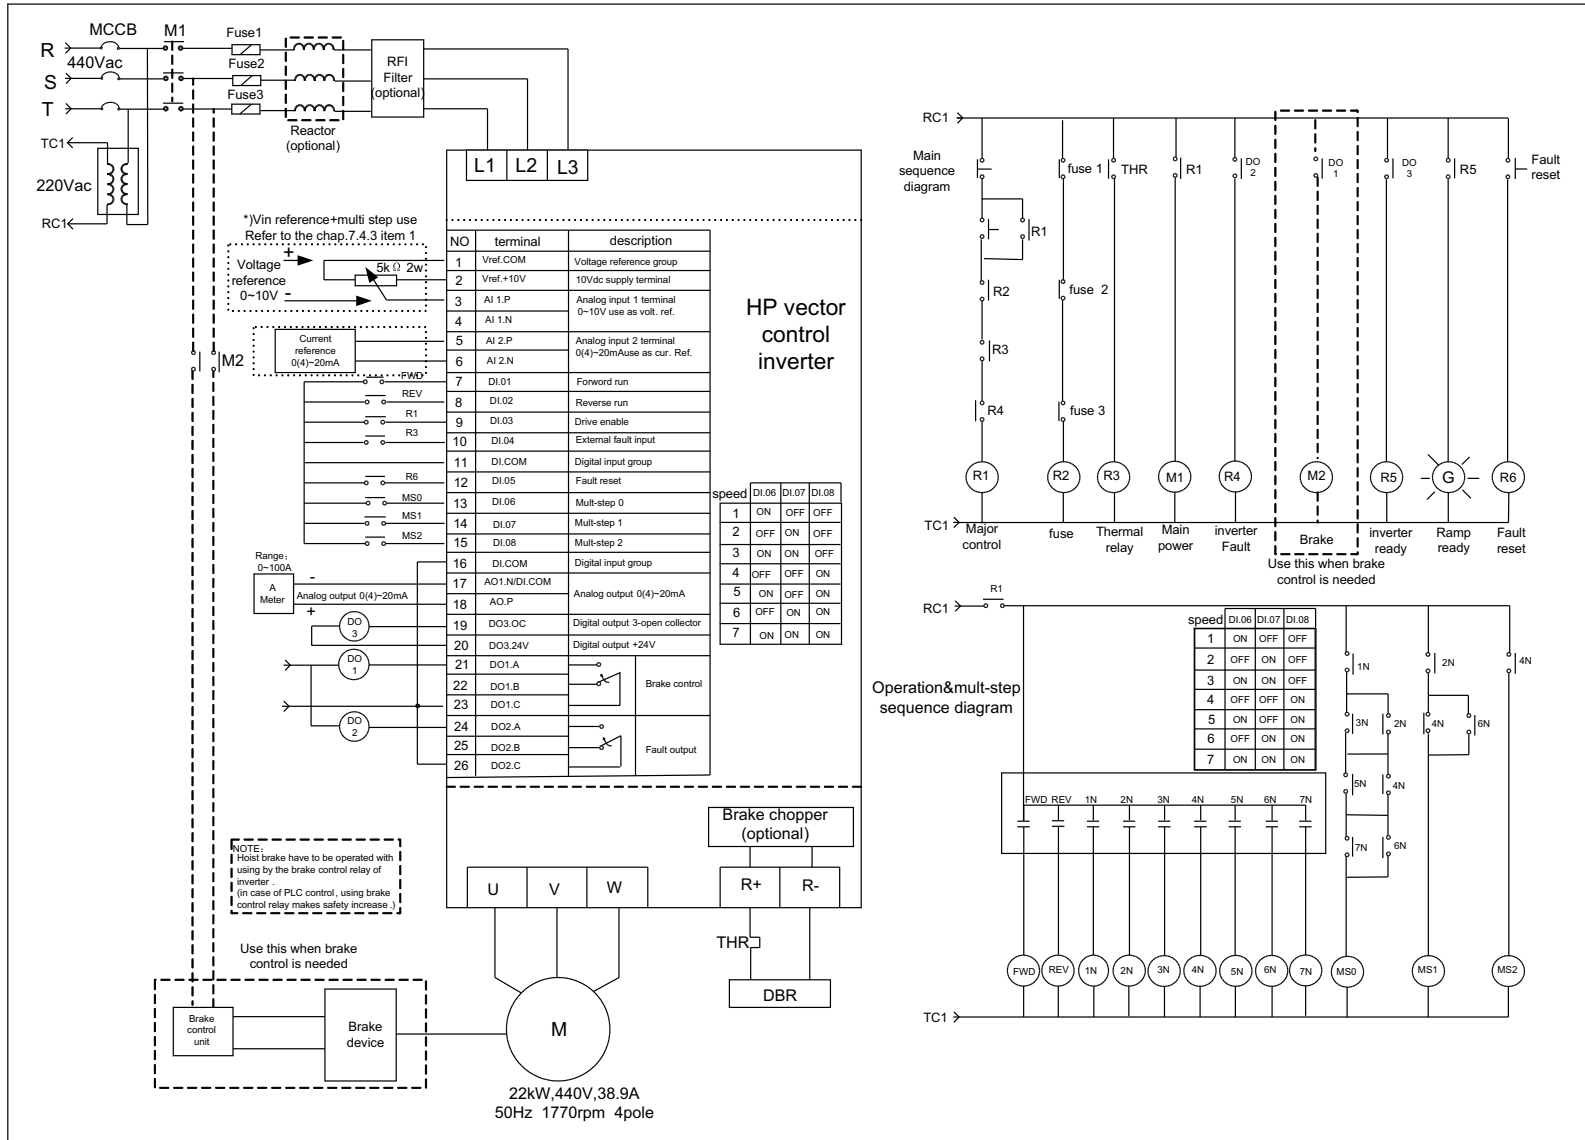 MCCB
M1
R
440Vac
S
T
Fuse1
Fuse2
Fuse3
Reactor
(optional)
RFI
Filter
(optional)
TC1
220Vac
RC1
L1 L2 L3
*)Vin reference+multi step use
Refer to the chap.7.4.3 item 1
Voltage
reference
0~10V
+
-
5kΩ 2w
Current
reference
0(4)~20mA
M2
FWD
REV
R1
R3
R6
MS0
MS1
MS2
Range:
0~100A
A
Meter
-
Analog output 0(4)~20mA
+
DO
3
DO
1
DO
2
NO terminal description
1 Vref.COM Voltage reference group
2 Vref.+10V 10Vdc supply terminal
3 AI 1.P Analog input 1 terminal
0~10V use as volt. ref.
4 AI 1.N
5 AI 2.P Analog input 2 terminal
0(4)~20mAuse as cur. Ref.
6 AI 2.N
7 DI.01 Forword run
8 DI.02 Reverse run
9 DI.03 Drive enable
10 DI.04 External fault input
11 DI.COM Digital input group
12 DI.05 Fault reset
13 DI.06 Mult-step 0
14 DI.07 Mult-step 1
15 DI.08 Mult-step 2
16 DI.COM Digital input group
17 AO1.N/DI.COM Analog output 0(4)~20mA
18 AO.P
19 DO3.OC Digital output 3-open collector
20 DO3.24V Digital output +24V
21 DO1.A
22 DO1.B Brake control
23 DO1.C
24 DO2.A
25 DO2.B Fault output
26 DO2.C
HP vector
control
inverter
speed DI.06 DI.07 DI.08
1 ON OFF OFF
2 OFF ON OFF
3 ON ON OFF
4 OFF OFF ON
5 ON OFF ON
6 OFF ON ON
7 ON ON ON
Brake chopper
(optional)
U V W
R+ R-
THR
DBR
NOTE:
Hoist brake have to be operated with
using by the brake control relay of
inverter .
(in case of PLC control, using brake
control relay makes safety increase .)
Use this when brake
control is needed
Brake
control
unit
Brake
device
M
22kW,440V,38.9A
50Hz 1770rpm 4pole
RC1
Main
sequence
diagram
fuse 1
THR
R1
DO
2
DO
1
DO
3
R5
Fault
reset
R1
R2
fuse 2
R3
R4
fuse 3
R1 R2 R3 M1 R4 M2 R5 G R6
TC1
Major
control
fuse
Thermal
relay
Main
power
inverter
Fault
Brake
inverter
ready
Ramp
ready
Fault
reset
Use this when brake
control is needed
RC1
R1
Operation&mult-step
sequence diagram
speed DI.06 DI.07 DI.08
1 ON OFF OFF
2 OFF ON OFF
3 ON ON OFF
4 OFF OFF ON
5 ON OFF ON
6 OFF ON ON
7 ON ON ON
1N
2N
4N
3N
2N
4N
6N
5N
4N
7N
6N
FWD REV 1N 2N 3N 4N 5N 6N 7N
FWD REV 1N 2N 3N 4N 5N 6N 7N MS0 MS1 MS2
TC1